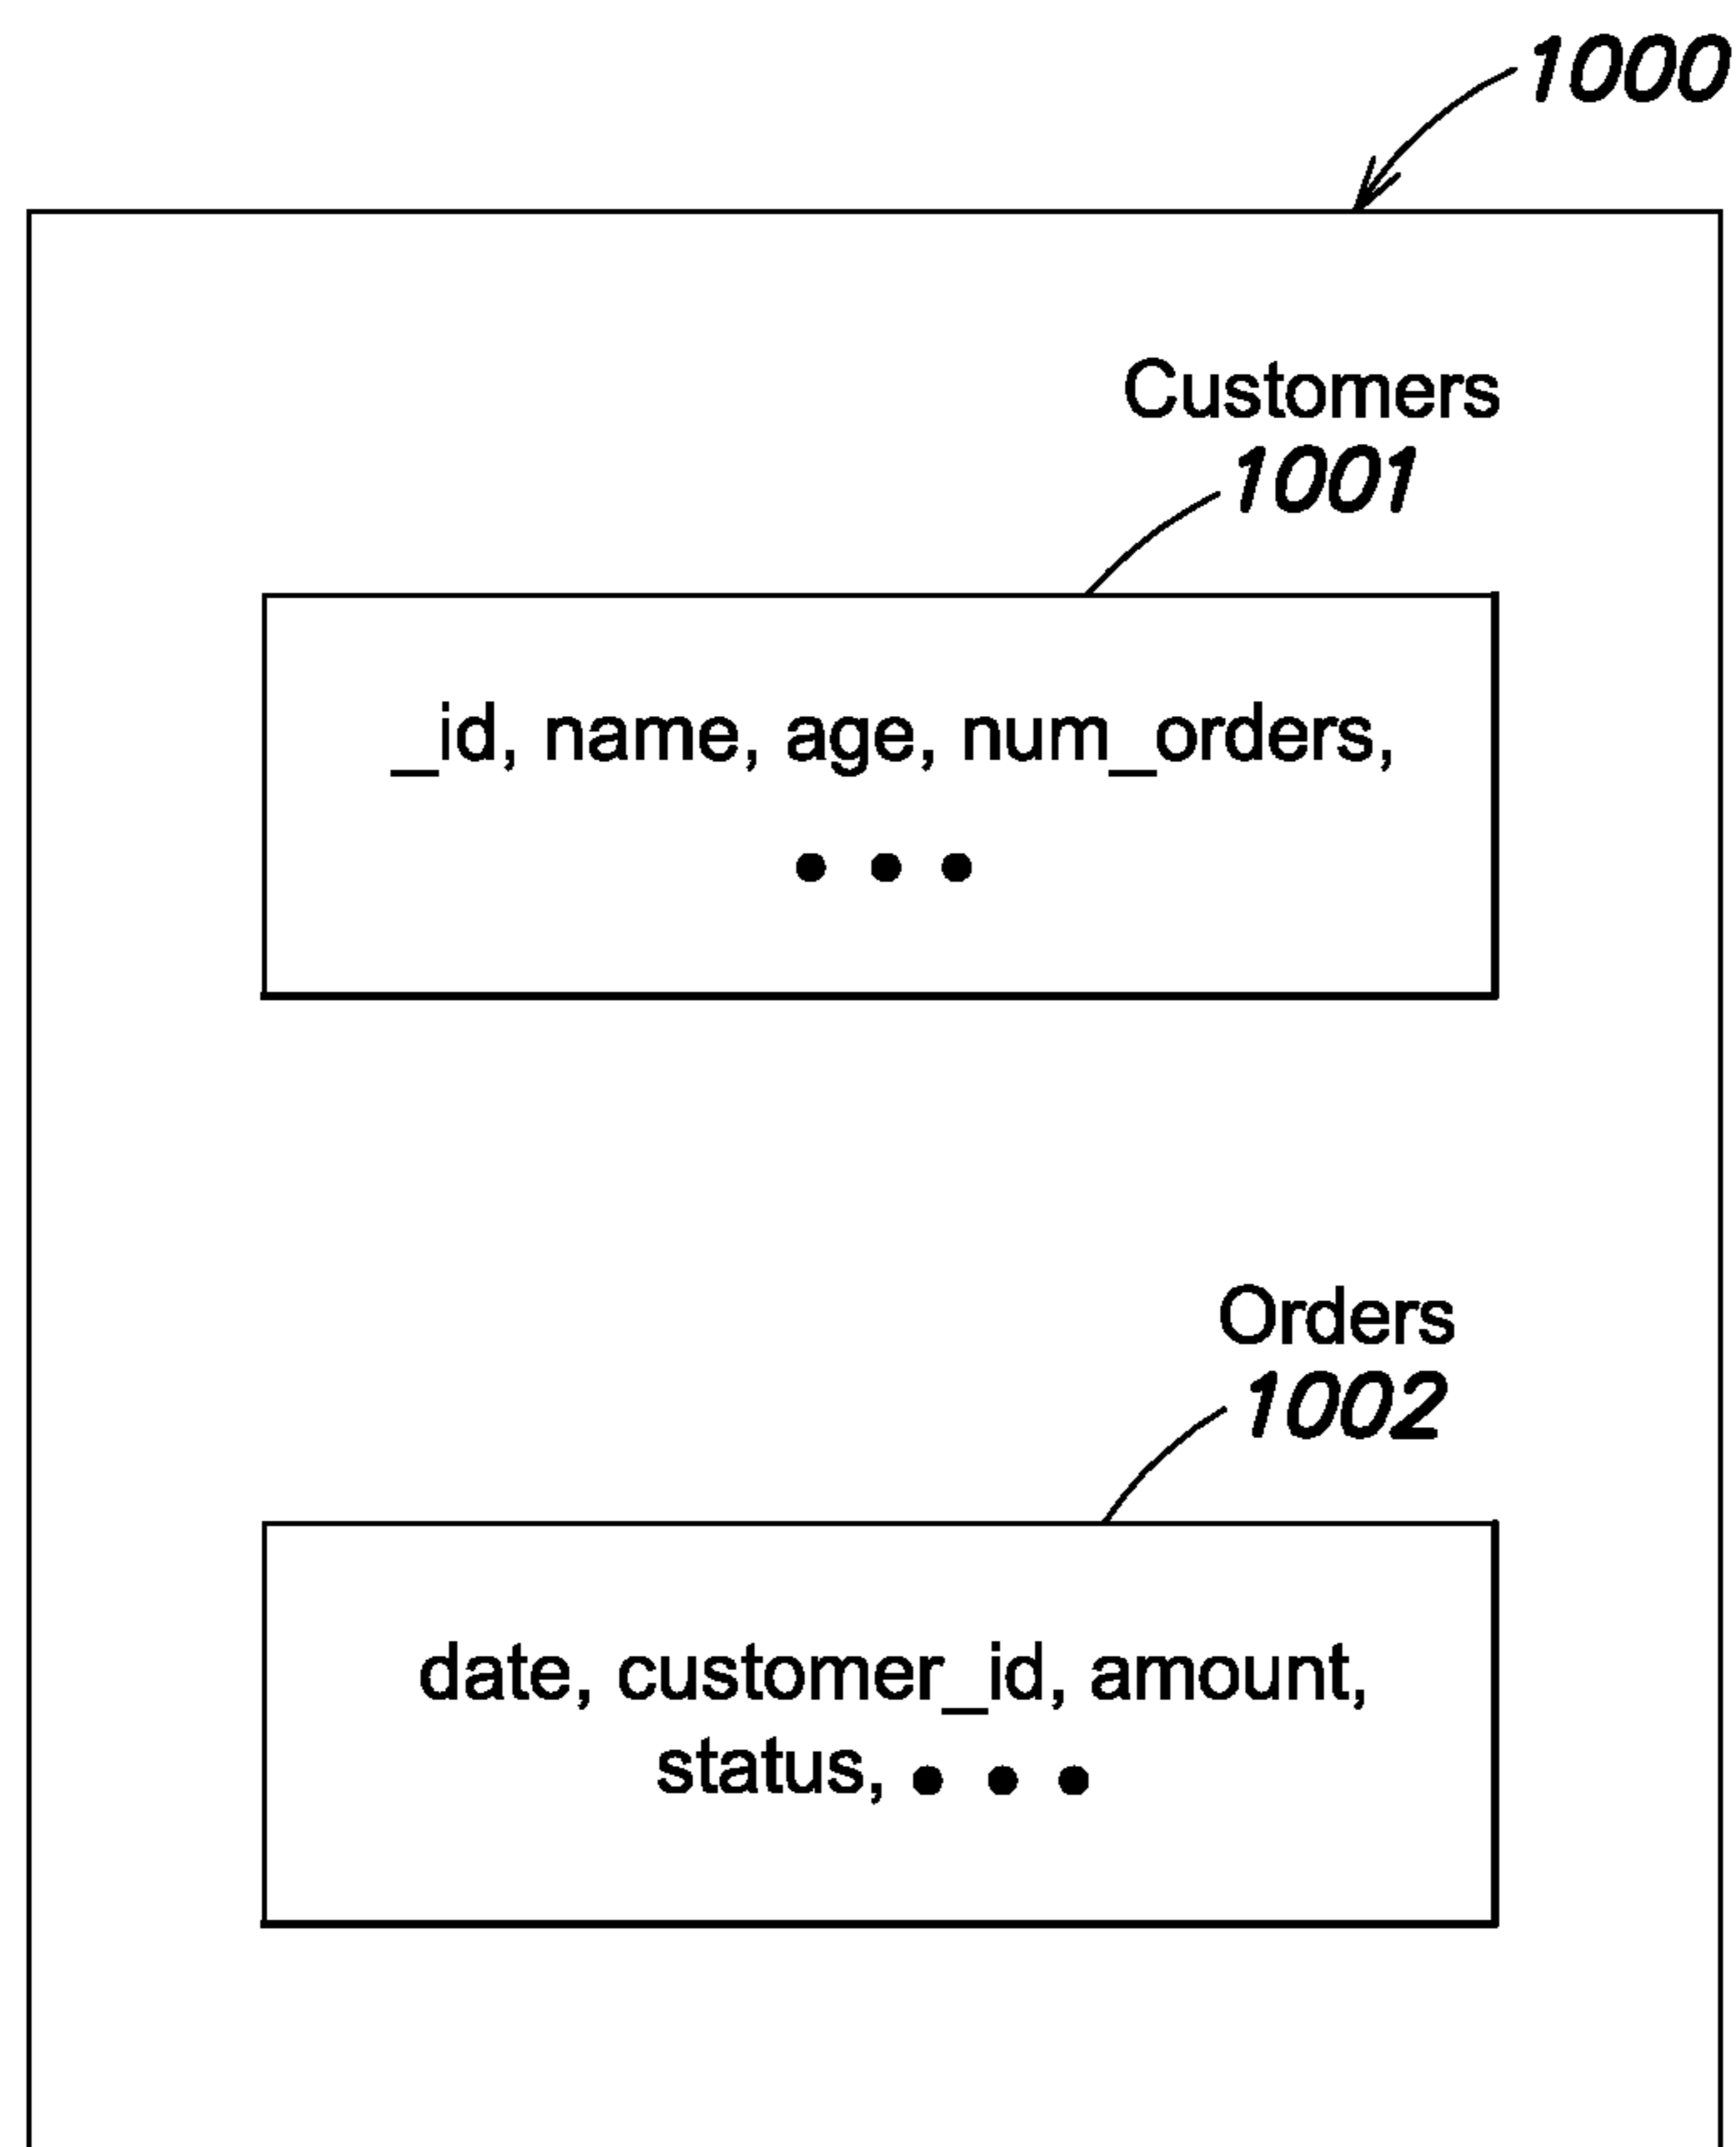 1000
Customers
1001
_id, name, age, num_orders,
• • •
Orders
1002
date, customer_id, amount,
status, • • •